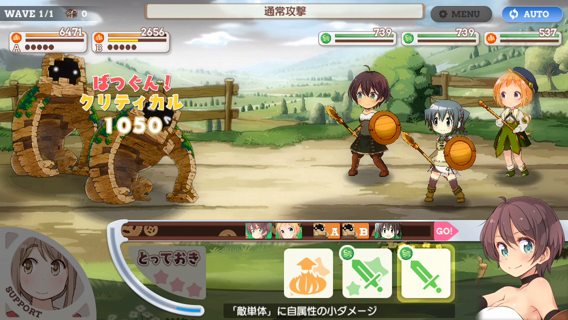 WAVE 1/1
0
通常攻撃
MENU
AUTO
6471
A
2656
B
739
739
537
ばつぐん!
クリティカル
1050
A
B
GO!
とっておき
SUPPORT
「敵単体」に自属性の小ダメージ